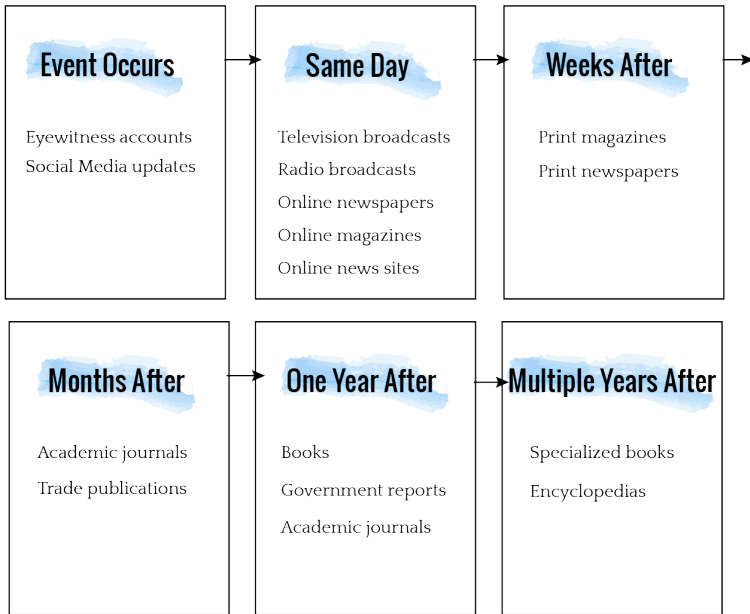 Event Occurs
Eyewitness accounts
Social Media updates
Same Day
Television broadcasts
Radio broadcasts
Online newspapers
Online magazines
Online news sites
Weeks After
Print magazines
Print newspapers
Months After
Academic journals
Trade publications
One Year After
Books
Government reports
Academic journals
Multiple Years After
Specialized books
Encyclopedias